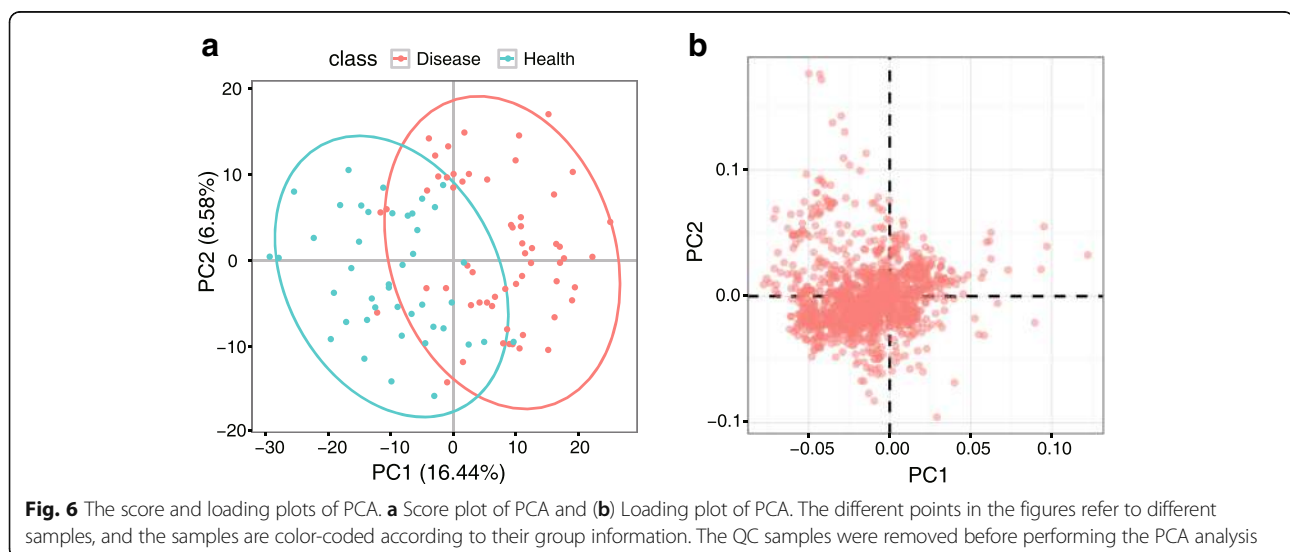 a
class Disease Health
20
10
0
−10
−20
−30 −20 −10 0 10 20
PC1 (16.44%)
PC2 (6.58%)
b
0.1
0.0
−0.1
−0.05 0.00 0.05 0.10
PC1
PC2
Fig. 6 The score and loading plots of PCA. a Score plot of PCA and (b) Loading plot of PCA. The different points in the figures refer to different
samples, and the samples are color-coded according to their group information. The QC samples were removed before performing the PCA analysis